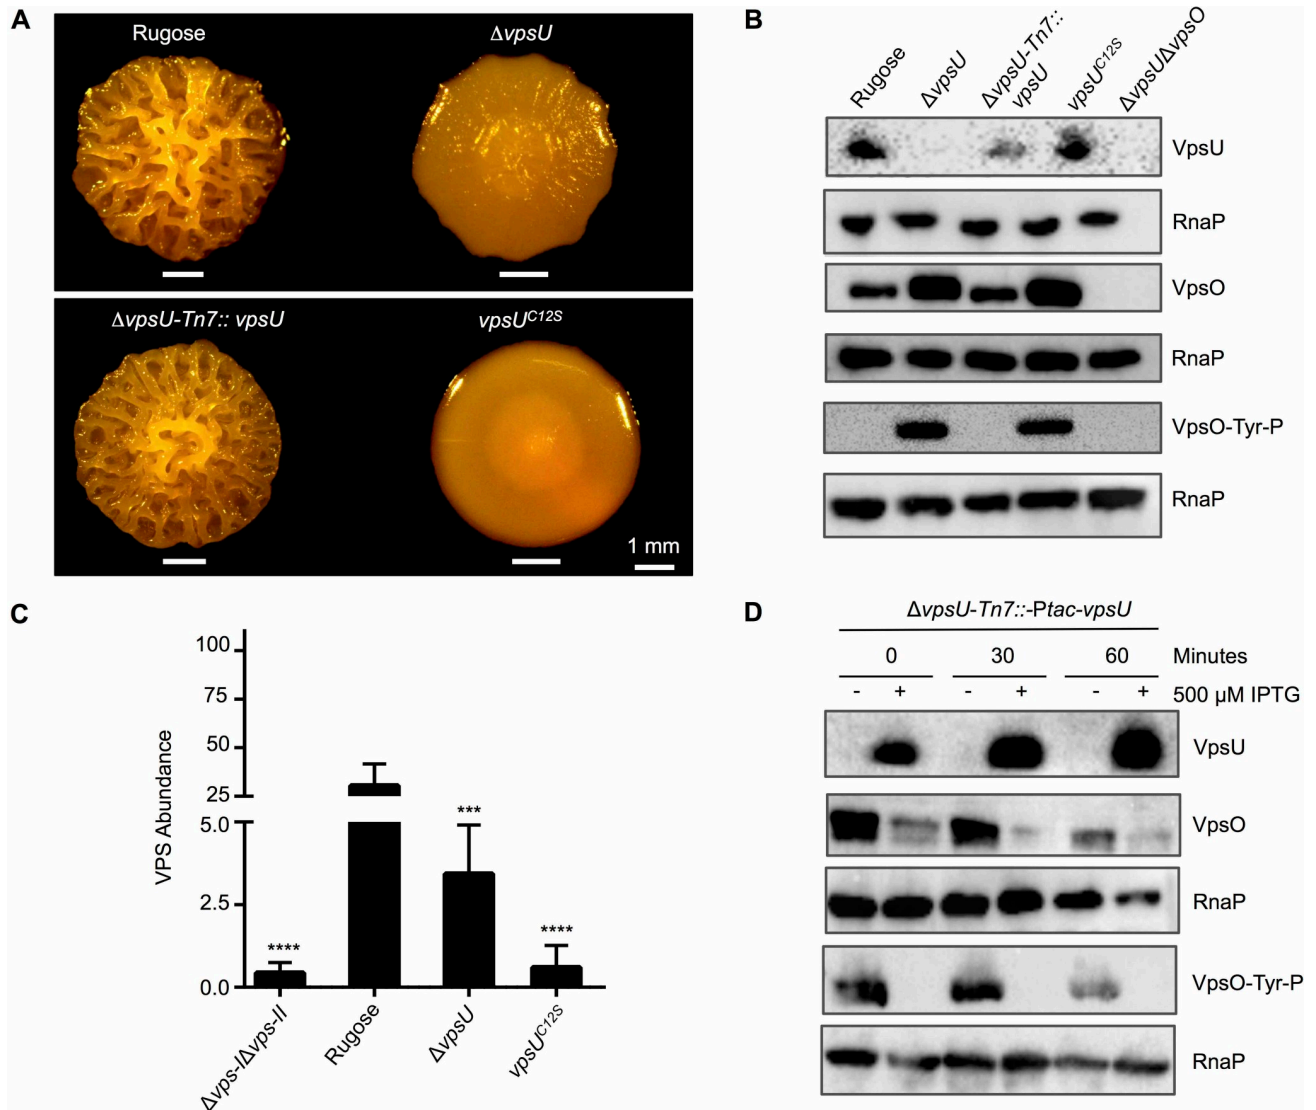 A
Rugose
ΔvpsU
ΔvpsU-Tn7:: vpsU
vpsU^C12S
1 mm
B
Rugose
ΔvpsU
ΔvpsU-Tn7::
vpsU
vpsU^C12S
ΔvpsUΔvpsO
VpsU
RnaP
VpsO
RnaP
VpsO-Tyr-P
RnaP
C
VPS Abundance
100
75
50
25
5.0
2.5
0.0
****
***
****
Δvps-IΔvps-II
Rugose
ΔvpsU
vpsU^C12S
D
ΔvpsU-Tn7::-Ptac-vpsU
0 30 60 Minutes
- + - + - + 500 µM IPTG
VpsU
VpsO
RnaP
VpsO-Tyr-P
RnaP